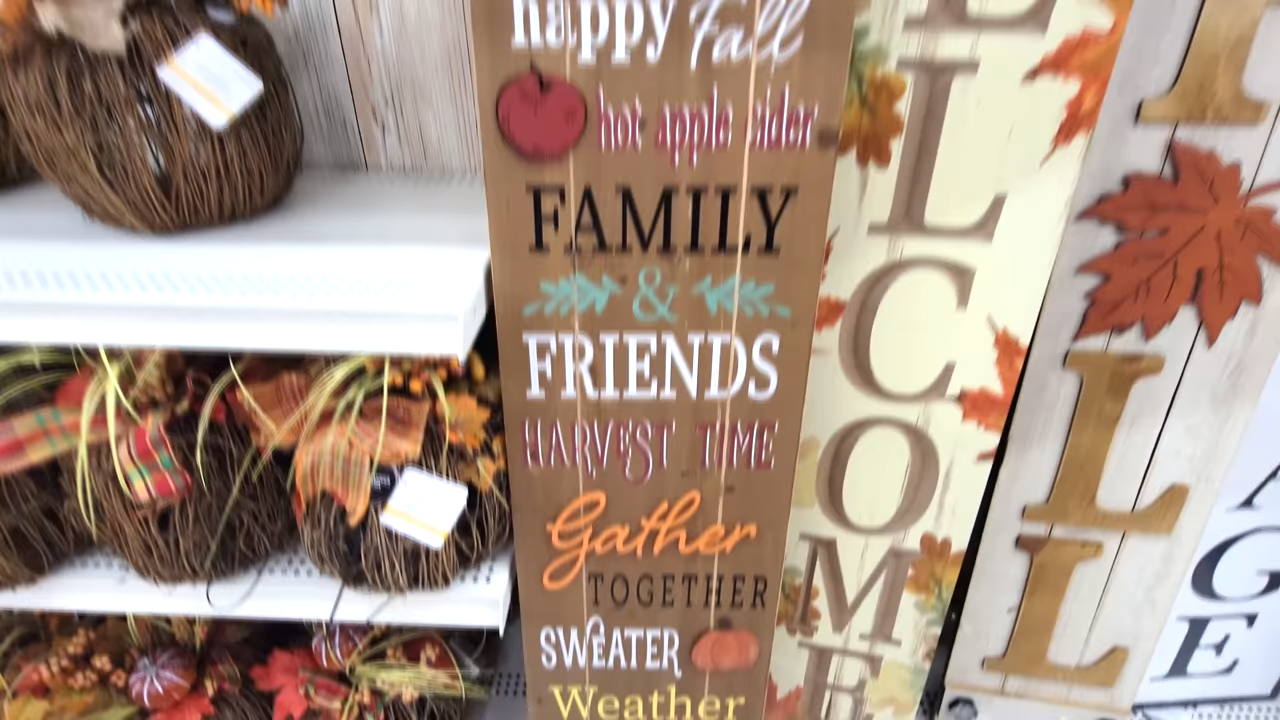 happy Fall
hot apple cider
FAMILY
&
FRIENDS
HARVEST TIME
Gather
TOGETHER
SWEATER
Weather
E
L
C
O
M
E
L
L
G
E